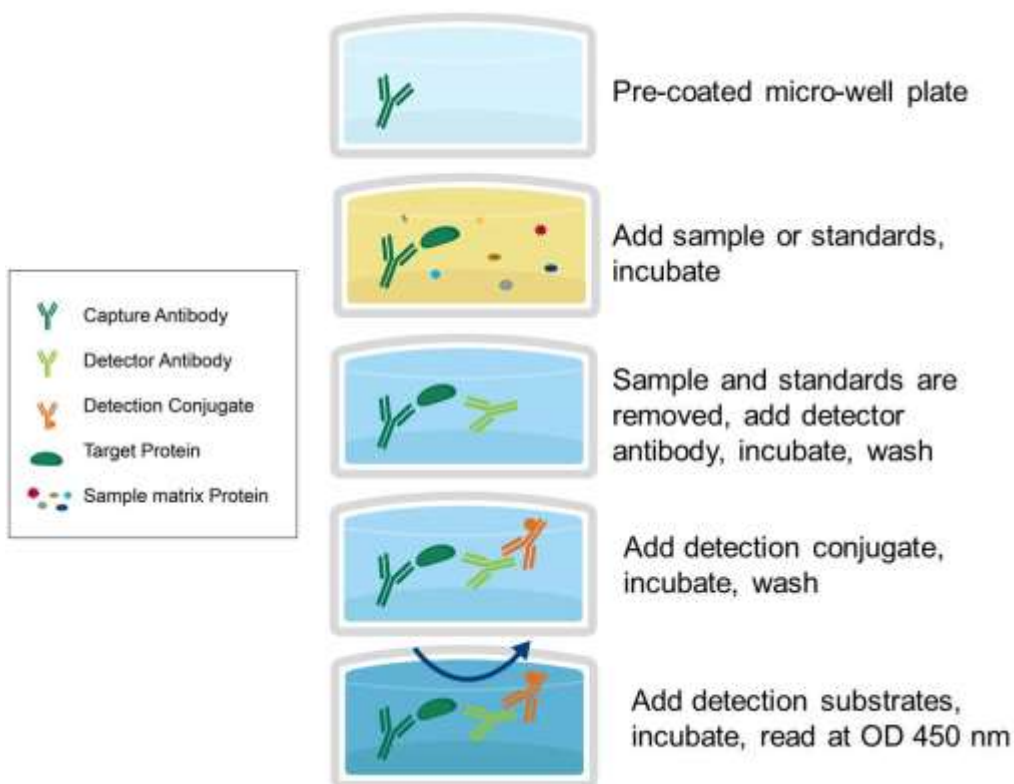 Pre-coated micro-well plate
Add sample or standards,
incubate
Capture Antibody
Detector Antibody
Detection Conjugate
Target Protein
Sample matrix Protein
Sample and standards are
removed, add detector
antibody, incubate, wash
Add detection conjugate,
incubate, wash
Add detection substrates,
incubate, read at OD 450 nm